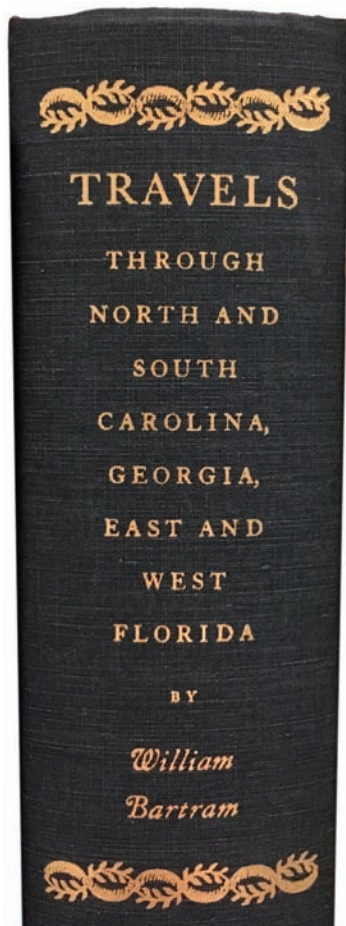 TRAVELS
THROUGH
NORTH AND
SOUTH
CAROLINA,
GEORGIA,
EAST AND
WEST
FLORIDA
BY
William
Bartram